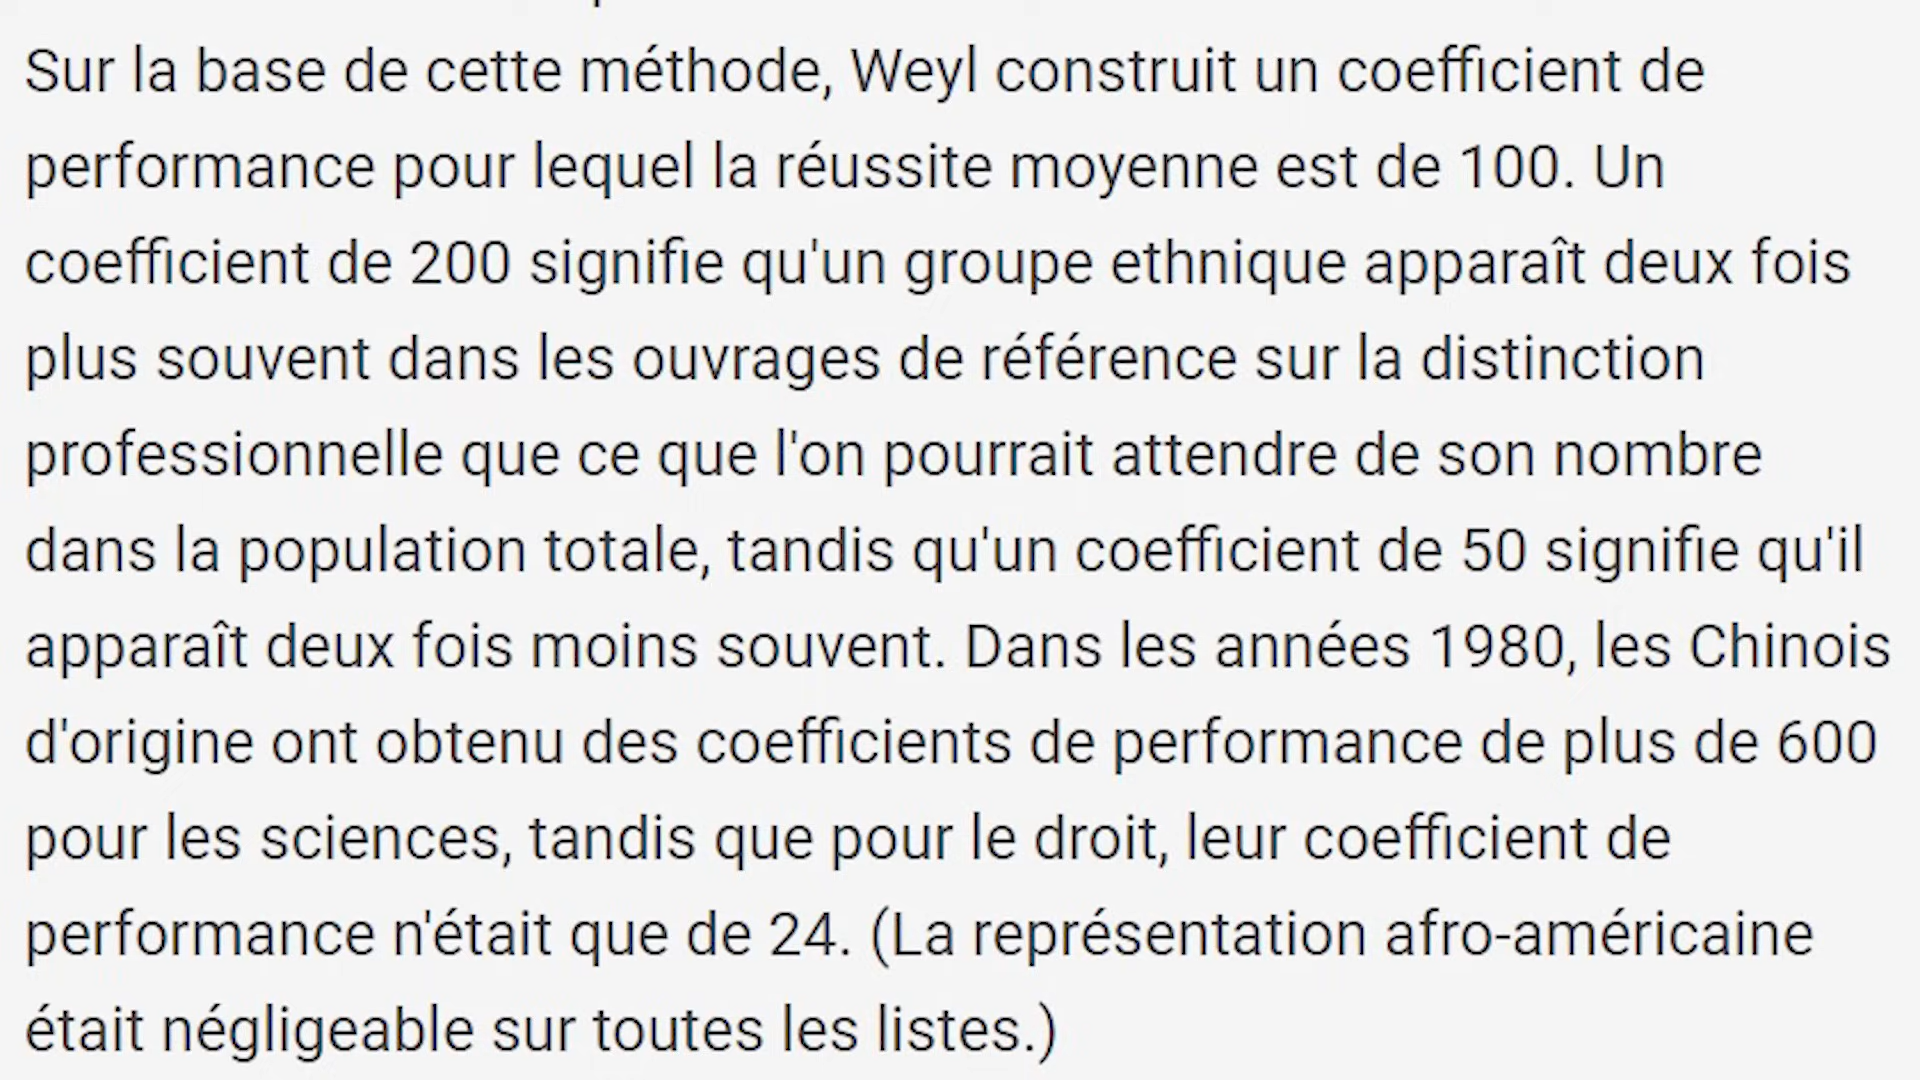 Sur la base de cette méthode, Weyl construit un coefficient de
performance pour lequel la réussite moyenne est de 100. Un
coefficient de 200 signifie qu'un groupe ethnique apparaît deux fois
plus souvent dans les ouvrages de référence sur la distinction
professionnelle que ce que l'on pourrait attendre de son nombre
dans la population totale, tandis qu'un coefficient de 50 signifie qu'il
apparaît deux fois moins souvent. Dans les années 1980, les Chinois
d'origine ont obtenu des coefficients de performance de plus de 600
pour les sciences, tandis que pour le droit, leur coefficient de
performance n'était que de 24. (La représentation afro-américaine
était négligeable sur toutes les listes.)